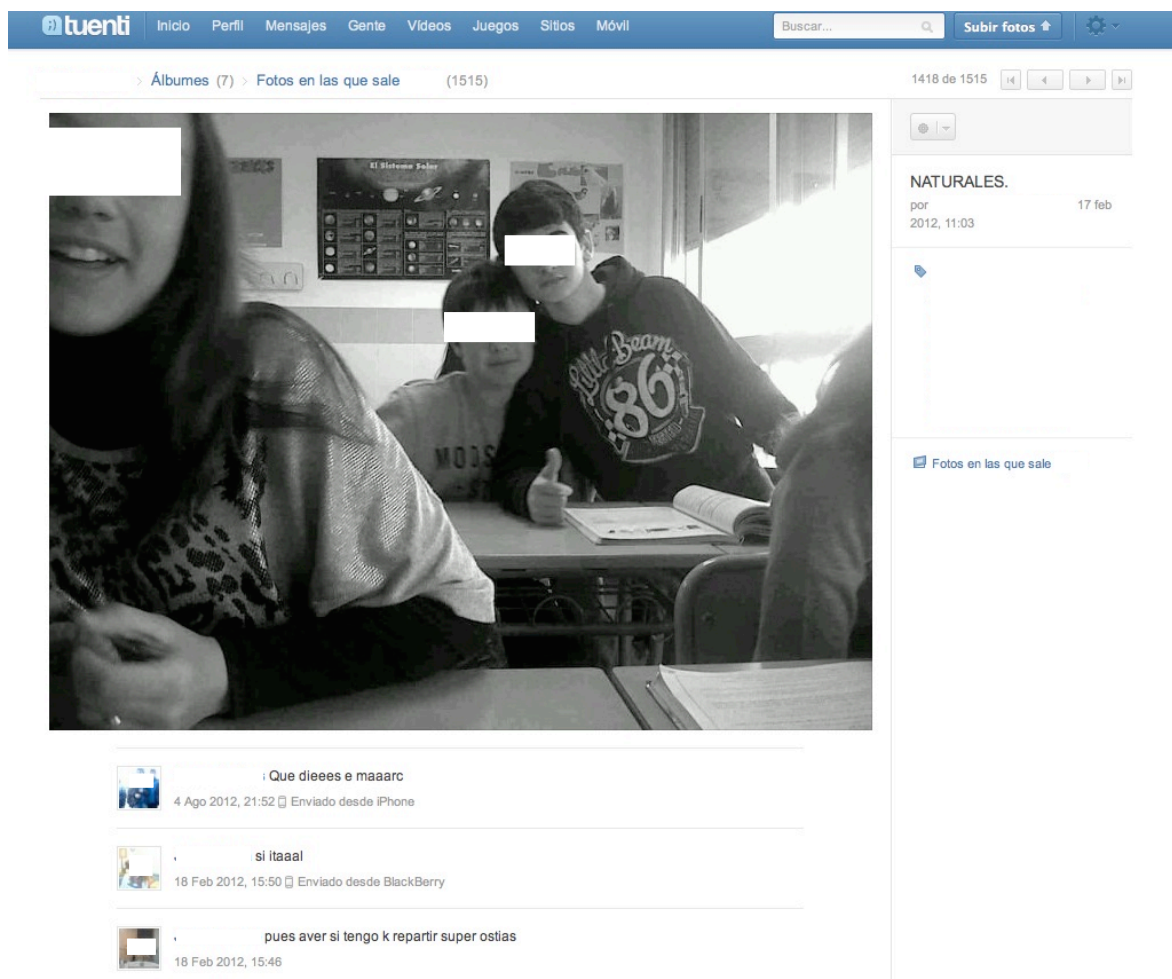 tuenti Inicio Perfil Mensajes Gente Vídeos Juegos Sitios Móvil Buscar... Subir fotos
> Álbumes (7) > Fotos en las que sale (1515) 1418 de 1515
El Sistema Solar
Beam
86
MODS
NATURALES.
por 17 feb
2012, 11:03
Fotos en las que sale
Que dieees e maaarc
4 Ago 2012, 21:52 Enviado desde iPhone
si itaaal
18 Feb 2012, 15:50 Enviado desde BlackBerry
pues aver si tengo k repartir super ostias
18 Feb 2012, 15:46